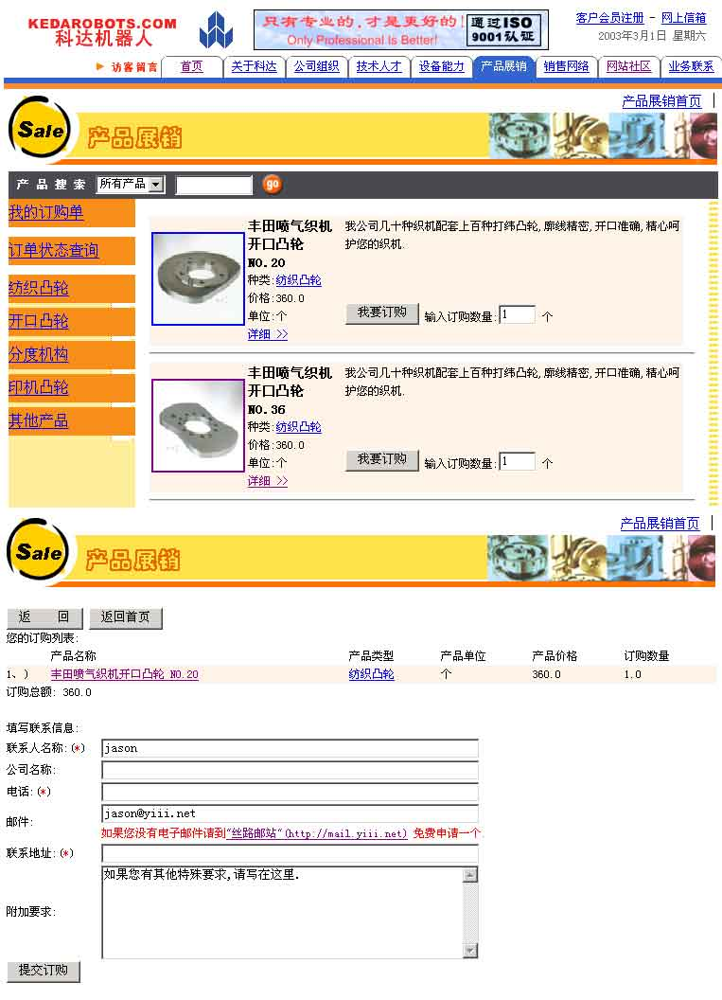 KEDAROBOTS.COM
科达机器人
只有专业的,才是更好的!
Only Professional Is Better!
通过ISO
9001认证
客户会员注册 - 网上信箱
2003年3月1日 星期六
访客留言 首页 关于科达 公司组织 技术人才 设备能力 产品展销 销售网络 网站社区 业务联系
产品展销首页 |
Sale 产品展销
产 品 搜 索 所有产品 go
我的订购单
订单状态查询
纺织凸轮
开口凸轮
分度机构
印机凸轮
其他产品
丰田喷气织机
开口凸轮
NO.20
种类:纺织凸轮
价格:360.0
单位:个
详细 >>
我公司几十种织机配套上百种打纬凸轮,廓线精密,开口准确,精心呵
护您的织机.
我要订购 输入订购数量:1 个
丰田喷气织机
开口凸轮
NO.36
种类:纺织凸轮
价格:360.0
单位:个
详细 >>
我公司几十种织机配套上百种打纬凸轮,廓线精密,开口准确,精心呵
护您的织机.
我要订购 输入订购数量:1 个
产品展销首页 |
Sale 产品展销
返 回 返回首页
您的订购列表:
产品名称 产品类型 产品单位 产品价格 订购数量
1、) 丰田喷气织机开口凸轮 NO.20 纺织凸轮 个 360.0 1.0
订购总额: 360.0
填写联系信息:
联系人名称:(*) jason
公司名称:
电话:(*)
邮件: jason@yiii.net
如果您没有电子邮件请到"丝路邮站"(http://mail.yiii.net) 免费申请一个.
联系地址:(*)
如果您有其他特殊要求,请写在这里.
附加要求:
提交订购